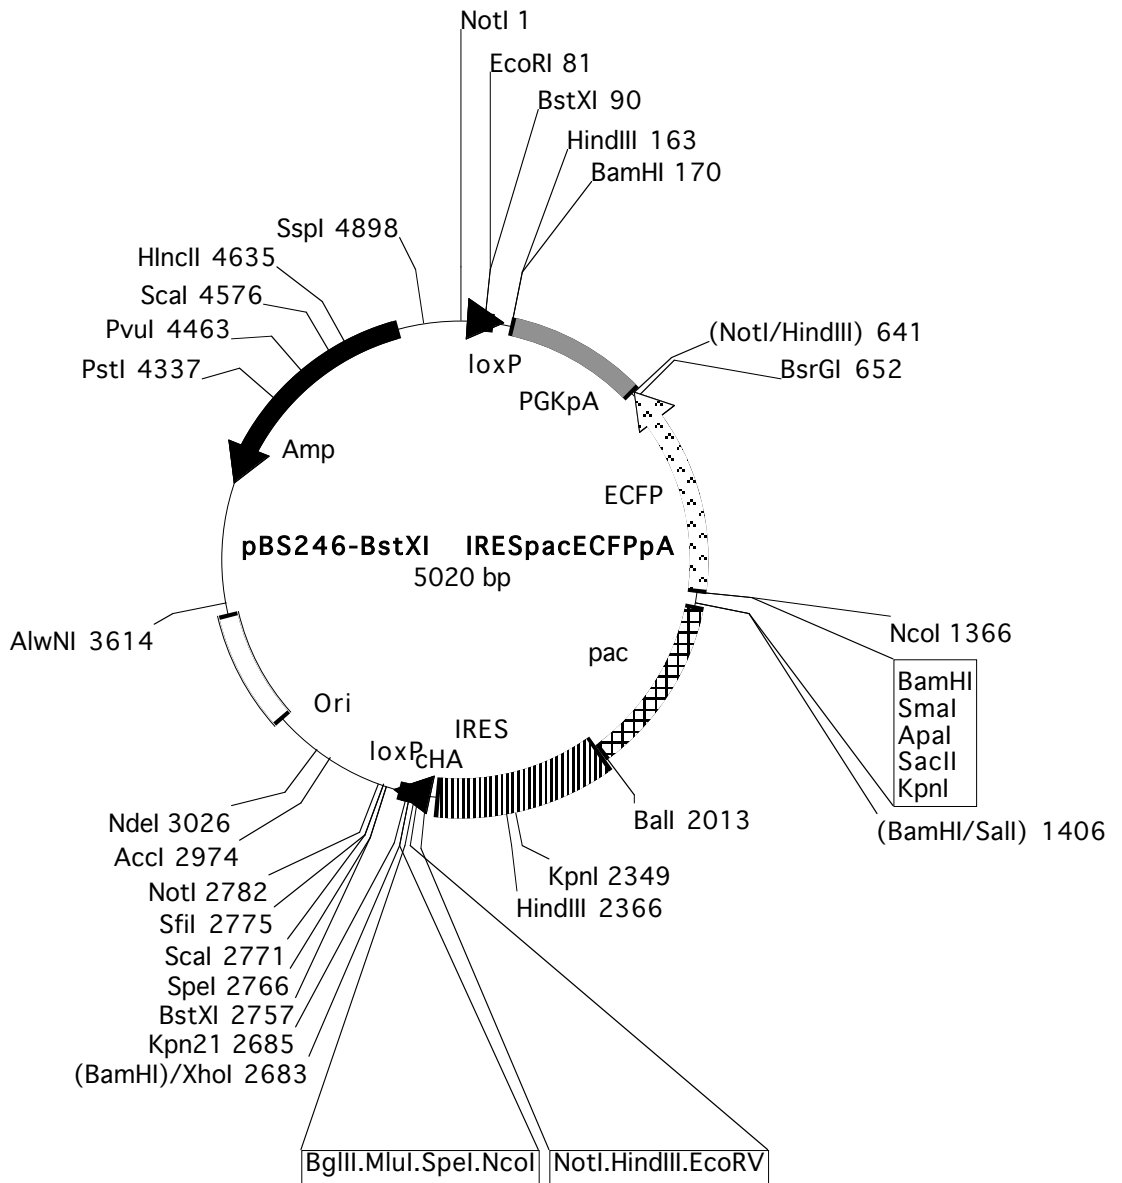 NotI 1
EcoRI 81
BstXI 90
HindIII 163
BamHI 170
SspI 4898
HIncII 4635
ScaI 4576
PvuI 4463
PstI 4337
(NotI/HindIII) 641
BsrGI 652
loxP
PGKpA
Amp
ECFP
pBS246-BstXI IRESpacECFPpA
5020 bp
AlwNI 3614
NcoI 1366
pac
BamHI
SmaI
ApaI
SacII
KpnI
Ori
IRES
loxP
cHA
BalI 2013
(BamHI/SalI) 1406
NdeI 3026
AccI 2974
NotI 2782
KpnI 2349
HindIII 2366
SfiI 2775
ScaI 2771
SpeI 2766
BstXI 2757
Kpn21 2685
(BamHI)/XhoI 2683
BglII.MluI.SpeI.NcoI
NotI.HindIII.EcoRV